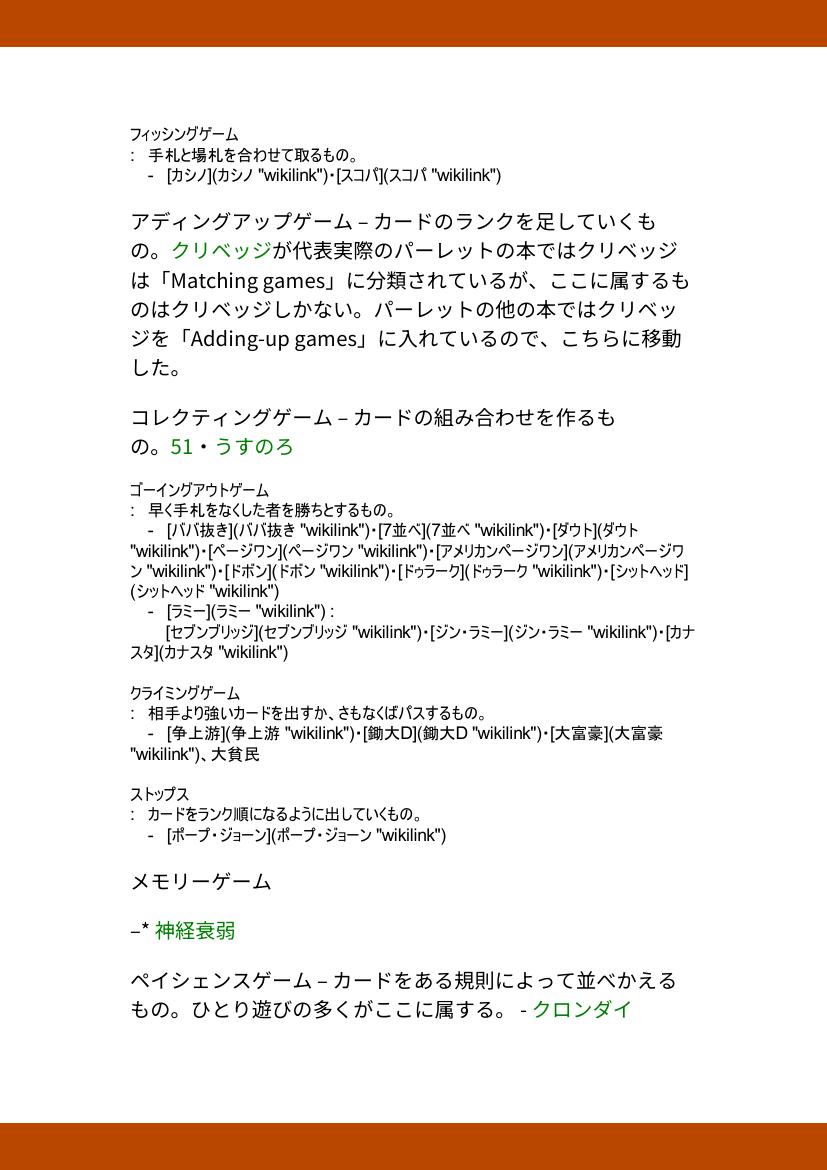 フィッシングゲーム
:   手札と場札を合わせて取るもの。
    -   [カシノ](カシノ "wikilink")・[スコパ](スコパ "wikilink")
アディングアップゲーム – カードのランクを足していくも
の。クリベッジが代表実際のパーレットの本ではクリベッジ
は「Matching games」に分類されているが、ここに属するも
のはクリベッジしかない。パーレットの他の本ではクリベッ
ジを「Adding-up games」に入れているので、こちらに移動
した。
コレクティングゲーム – カードの組み合わせを作るも
の。51・うすのろ
ゴーイングアウトゲーム
:   早く手札をなくした者を勝ちとするもの。
    -   [ババ抜き](ババ抜き "wikilink")・[7並べ](7並べ "wikilink")・[ダウト](ダウト
"wikilink")・[ページワン](ページワン "wikilink")・[アメリカンページワン](アメリカンページワ
ン "wikilink")・[ドボン](ドボン "wikilink")・[ドゥラーク](ドゥラーク "wikilink")・[シットヘッド]
(シットヘッド "wikilink")
    -   [ラミー](ラミー "wikilink") :
        [セブンブリッジ](セブンブリッジ "wikilink")・[ジン・ラミー](ジン・ラミー "wikilink")・[カナ
スタ](カナスタ "wikilink")
クライミングゲーム
:   相手より強いカードを出すか、さもなくばパスするもの。
    -   [争上游](争上游 "wikilink")・[鋤大D](鋤大D "wikilink")・[大富豪](大富豪
"wikilink")、大貧民
ストップス
:   カードをランク順になるように出していくもの。
    -   [ポープ・ジョーン](ポープ・ジョーン "wikilink")
メモリーゲーム
–* 神経衰弱
ペイシェンスゲーム – カードをある規則によって並べかえる
もの。ひとり遊びの多くがここに属する。 - クロンダイ